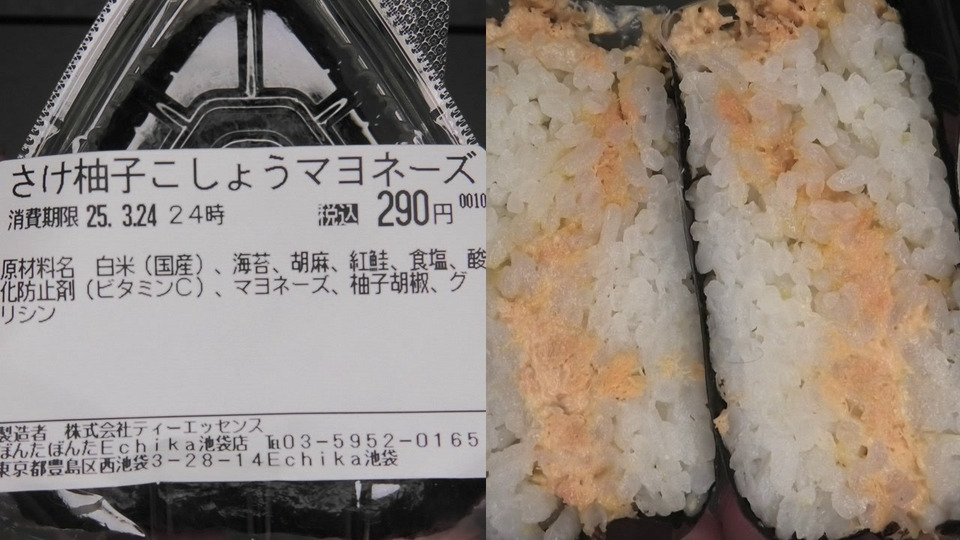 さけ柚子こしょうマヨネーズ
消費期限 25. 3.24 24時 税込 290円 0010
原材料名 白米(国産)、海苔、胡麻、紅鮭、食塩、酸
化防止剤(ビタミンC)、マヨネーズ、柚子胡椒、グ
リシン
製造者 株式会社ティーエッセンス
ぼんたぼんたEchika池袋店 ℡03-5952-0165
東京都豊島区西池袋3-28-14Echika池袋